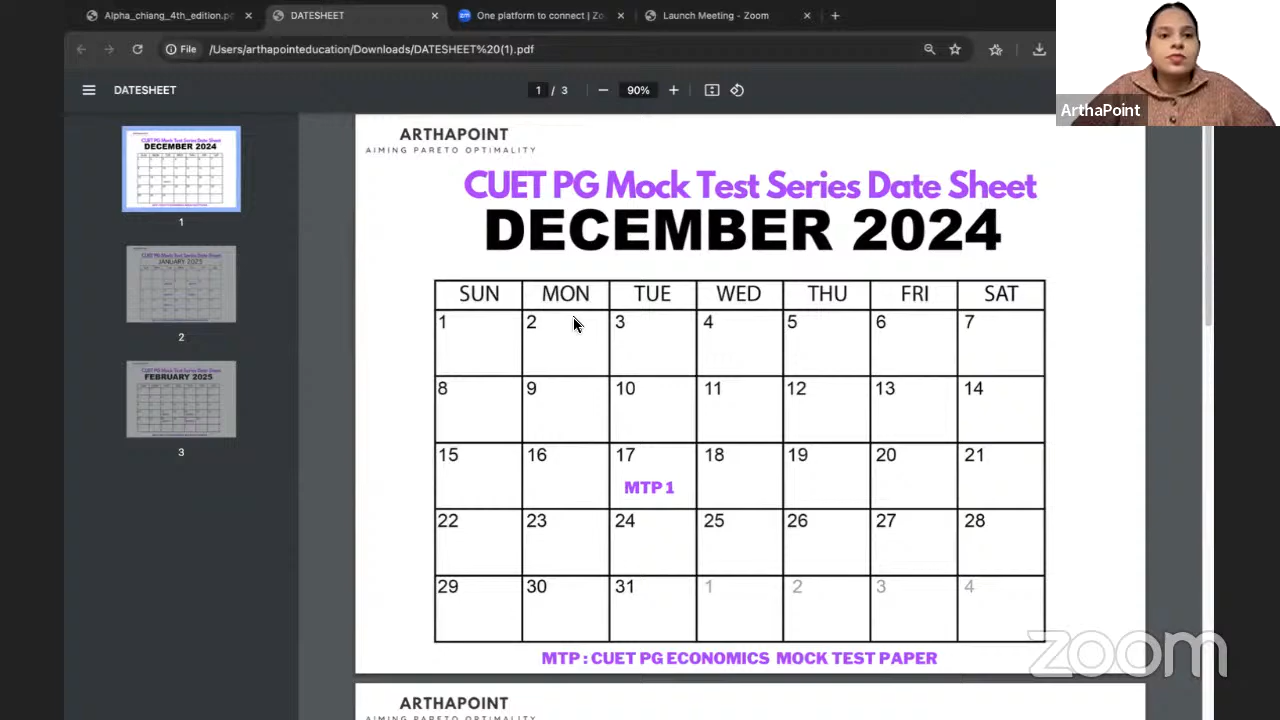 Alpha_chiang_4th_edition.p
DATESHEET
One platform to connect | Zo
Launch Meeting - Zoom
File
/Users/arthapointeducation/Downloads/DATESHEET%20(1).pdf
DATESHEET
1 / 3
90%
ArthaPoint
1
2
3
ARTHAPOINT
AIMING PARETO OPTIMALITY
CUET PG Mock Test Series Date Sheet
DECEMBER 2024
SUN MON TUE WED THU FRI SAT
1 2 3 4 5 6 7
8 9 10 11 12 13 14
15 16 17 18 19 20 21
MTP 1
22 23 24 25 26 27 28
29 30 31 1 2 3 4
MTP : CUET PG ECONOMICS MOCK TEST PAPER
zoom
ARTHAPOINT
AIMING PARETO OPTIMALITY